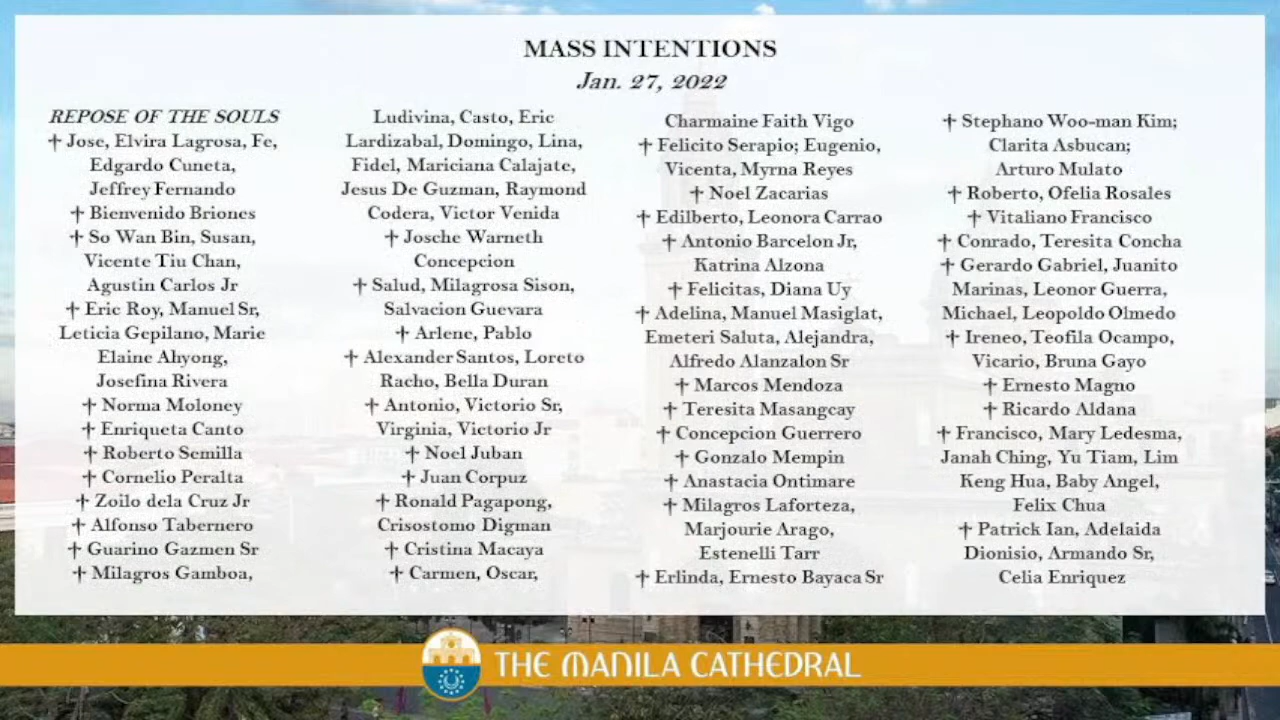 MASS INTENTIONS
Jan. 27, 2022
REPOSE OF THE SOULS
† Jose, Elvira Lagrosa, Fe,
Edgardo Cuneta,
Jeffrey Fernando
† Bienvenido Briones
† So Wan Bin, Susan,
Vicente Tiu Chan,
Agustin Carlos Jr
† Eric Roy, Manuel Sr,
Leticia Gepilano, Marie
Elaine Ahyong,
Josefina Rivera
† Norma Moloney
† Enriqueta Canto
† Roberto Semilla
† Cornelio Peralta
† Zoilo dela Cruz Jr
† Alfonso Tabernero
† Guarino Gazmen Sr
† Milagros Gamboa,
Ludivina, Casto, Eric
Lardizabal, Domingo, Lina,
Fidel, Mariciana Calajate,
Jesus De Guzman, Raymond
Codera, Victor Venida
† Josche Warneth
Concepcion
† Salud, Milagrosa Sison,
Salvacion Guevara
† Arlene, Pablo
† Alexander Santos, Loreto
Racho, Bella Duran
† Antonio, Victorio Sr,
Virginia, Victorio Jr
† Noel Juban
† Juan Corpuz
† Ronald Pagapong,
Crisostomo Digman
† Cristina Macaya
† Carmen, Oscar,
Charmaine Faith Vigo
† Felicito Serapio; Eugenio,
Vicenta, Myrna Reyes
† Noel Zacarias
† Edilberto, Leonora Carrao
† Antonio Barcelon Jr,
Katrina Alzona
† Felicitas, Diana Uy
† Adelina, Manuel Masiglat,
Emeteri Saluta, Alejandra,
Alfredo Alanzalon Sr
† Marcos Mendoza
† Teresita Masangcay
† Concepcion Guerrero
† Gonzalo Mempin
† Anastacia Ontimare
† Milagros Laforteza,
Marjourie Arago,
Estenelli Tarr
† Erlinda, Ernesto Bayaca Sr
† Stephano Woo-man Kim;
Clarita Asbucan;
Arturo Mulato
† Roberto, Ofelia Rosales
† Vitaliano Francisco
† Conrado, Teresita Concha
† Gerardo Gabriel, Juanito
Marinas, Leonor Guerra,
Michael, Leopoldo Olmedo
† Ireneo, Teofila Ocampo,
Vicario, Bruna Gayo
† Ernesto Magno
† Ricardo Aldana
† Francisco, Mary Ledesma,
Janah Ching, Yu Tiam, Lim
Keng Hua, Baby Angel,
Felix Chua
† Patrick Ian, Adelaida
Dionisio, Armando Sr,
Celia Enriquez
THE MANILA CATHEDRAL